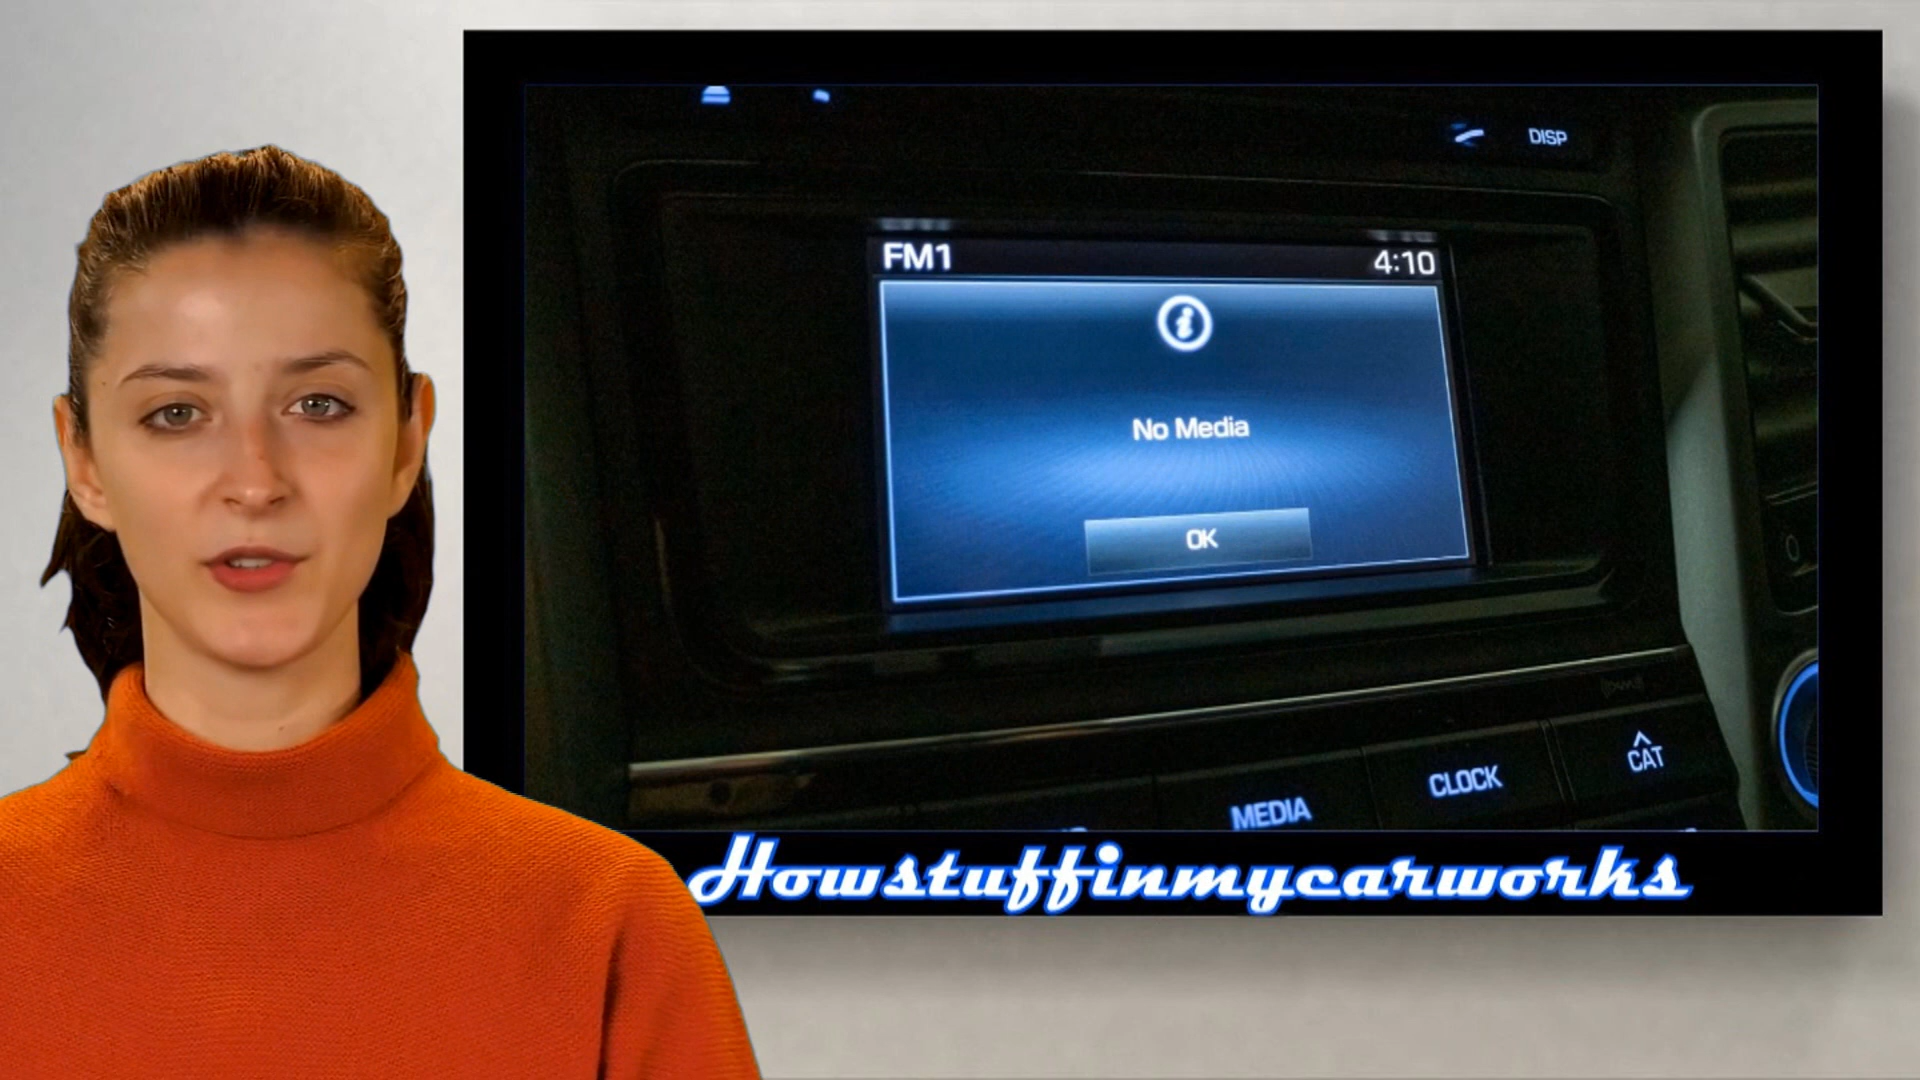 DISP
FM1 4:10
i
No Media
OK
CAT
CLOCK
MEDIA
Howstuffinmycarworks